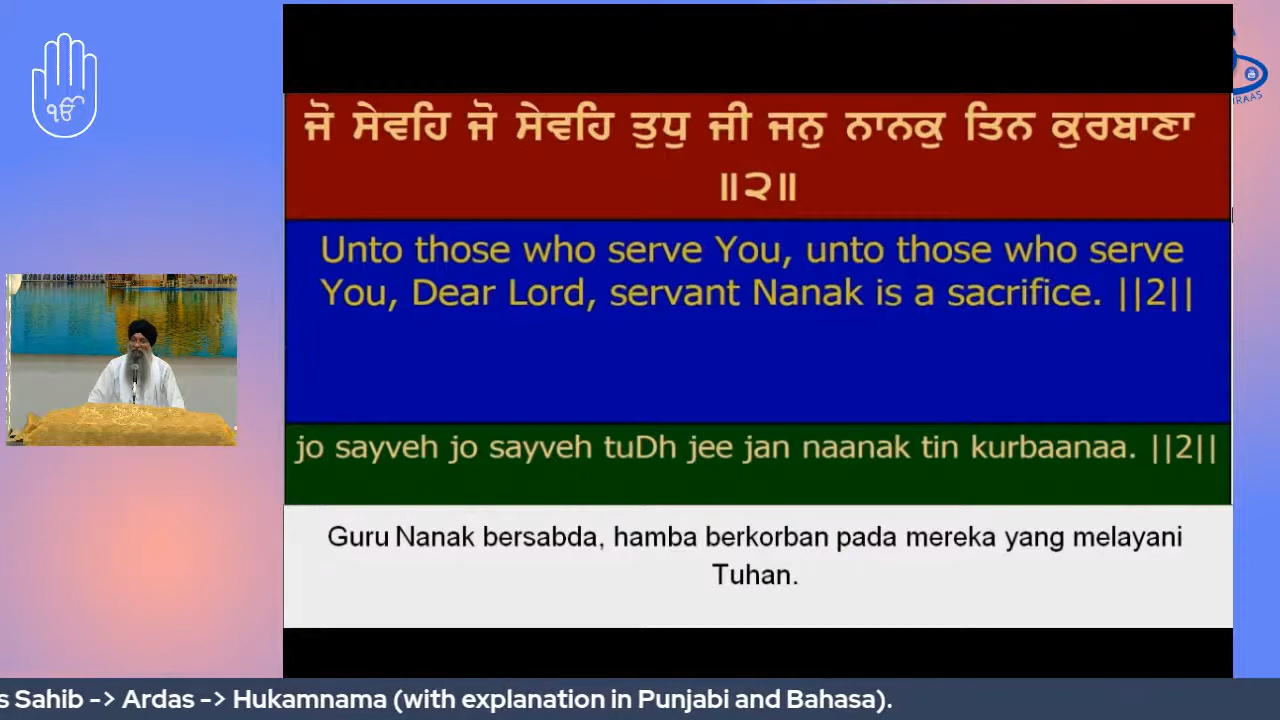 ੴ
ਜੋ ਸੇਵਹਿ ਜੋ ਸੇਵਹਿ ਤੁਧੁ ਜੀ ਜਨੁ ਨਾਨਕੁ ਤਿਨ ਕੁਰਬਾਣਾ
॥੨॥
Unto those who serve You, unto those who serve
You, Dear Lord, servant Nanak is a sacrifice. ||2||
jo sayveh jo sayveh tuDh jee jan naanak tin kurbaanaa. ||2||
Guru Nanak bersabda, hamba berkorban pada mereka yang melayani
Tuhan.
s Sahib -> Ardas -> Hukamnama (with explanation in Punjabi and Bahasa).